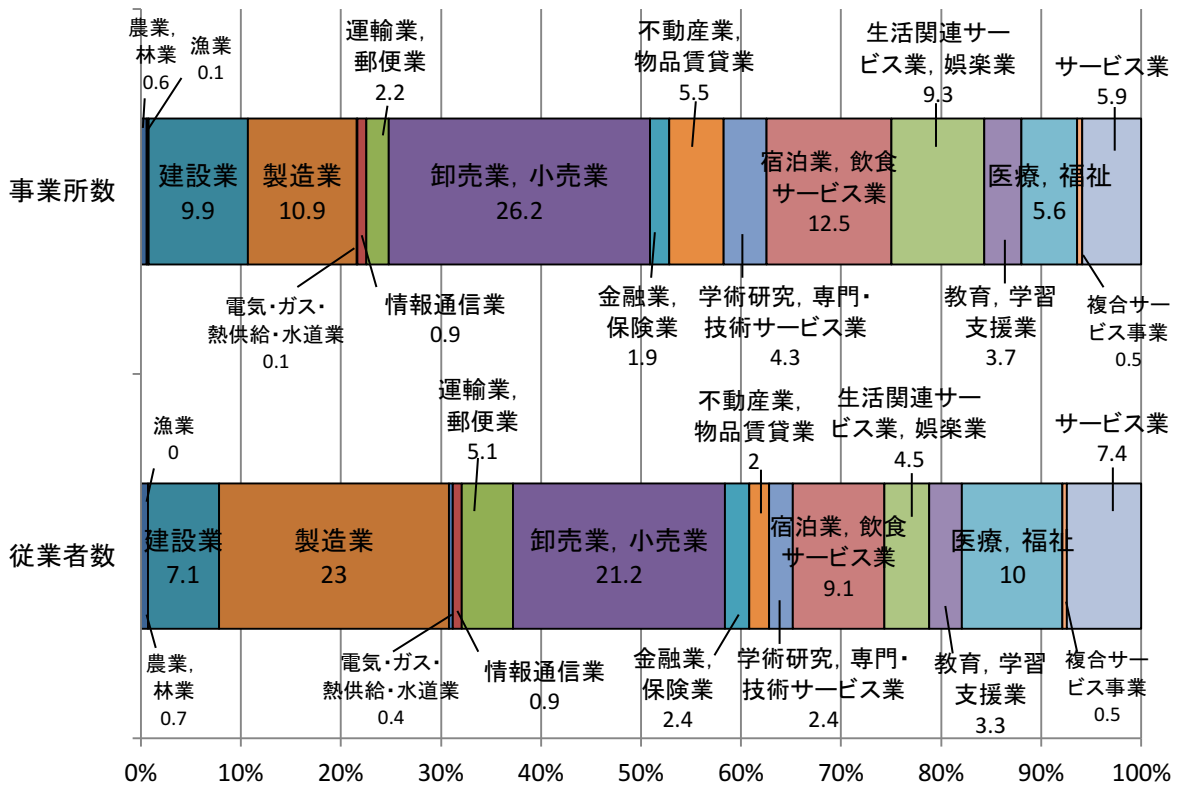 農業,
林業
0.6
漁業
0.1
運輸業,
郵便業
2.2
不動産業,
物品賃貸業
5.5
生活関連サー
ビス業, 娯楽業
9.3
サービス業
5.9
事業所数
建設業
9.9
製造業
10.9
卸売業, 小売業
26.2
宿泊業, 飲食
サービス業
12.5
医療, 福祉
5.6
電気・ガス・
熱供給・水道業
0.1
情報通信業
0.9
金融業,
保険業
1.9
学術研究, 専門・
技術サービス業
4.3
教育, 学習
支援業
3.7
複合サー
ビス事業
0.5
漁業
0
運輸業,
郵便業
5.1
不動産業,
物品賃貸業
2
生活関連サー
ビス業, 娯楽業
4.5
サービス業
7.4
従業者数
建設業
7.1
製造業
23
卸売業, 小売業
21.2
宿泊業, 飲食
サービス業
9.1
医療, 福祉
10
農業,
林業
0.7
電気・ガス・
熱供給・水道業
0.4
情報通信業
0.9
金融業,
保険業
2.4
学術研究, 専門・
技術サービス業
2.4
教育, 学習
支援業
3.3
複合サー
ビス事業
0.5
0% 10% 20% 30% 40% 50% 60% 70% 80% 90% 100%